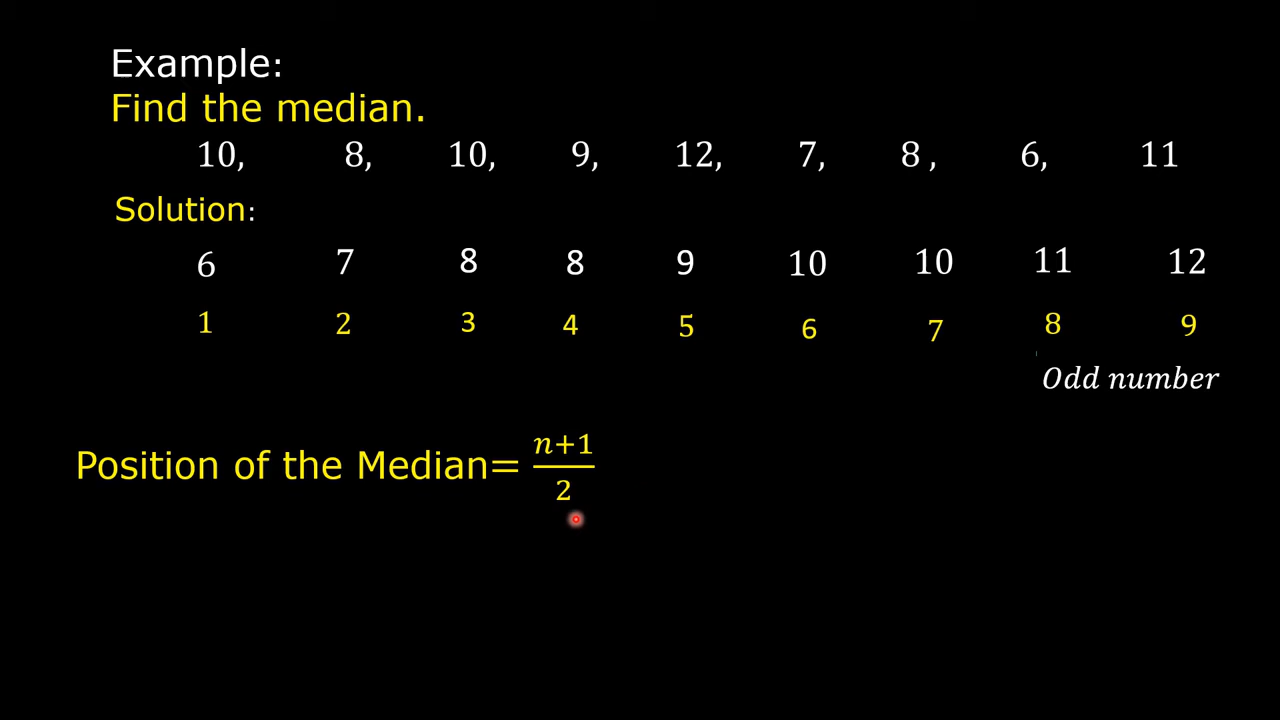 Example:
Find the median.
10, 8, 10, 9, 12, 7, 8 , 6, 11
Solution:
6 7 8 8 9 10 10 11 12
1 2 3 4 5 6 7 8 9
Odd number
Position of the Median= n+1
2